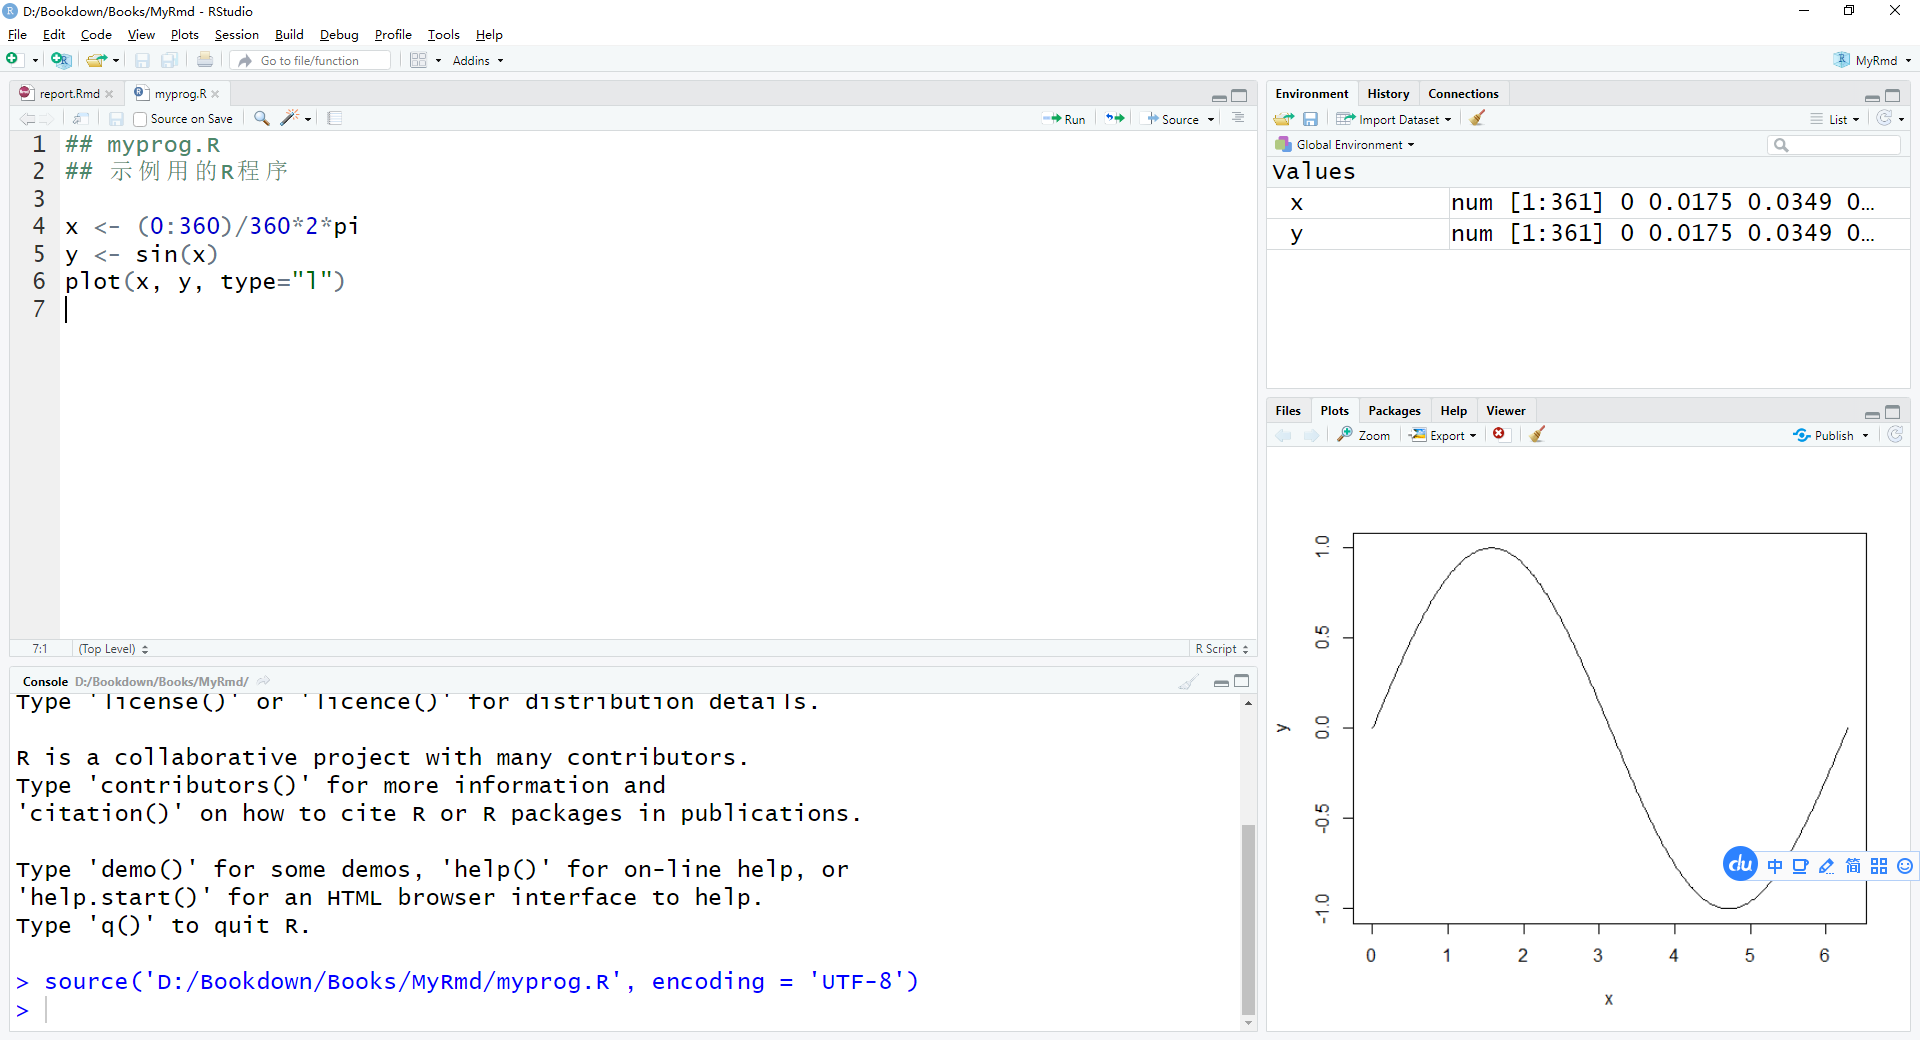 D:/Bookdown/Books/MyRmd - RStudio
File Edit Code View Plots Session Build Debug Profile Tools Help
Go to file/function Addins MyRmd
report.Rmd myprog.R
Source on Save Run Source
1 ## myprog.R
2 ## 示例用的R程序
3
4 x <- (0:360)/360*2*pi
5 y <- sin(x)
6 plot(x, y, type="l")
7
7:1 (Top Level) R Script
Console D:/Bookdown/Books/MyRmd/
Type 'license()' or 'licence()' for distribution details.
R is a collaborative project with many contributors.
Type 'contributors()' for more information and
'citation()' on how to cite R or R packages in publications.
Type 'demo()' for some demos, 'help()' for on-line help, or
'help.start()' for an HTML browser interface to help.
Type 'q()' to quit R.
> source('D:/Bookdown/Books/MyRmd/myprog.R', encoding = 'UTF-8')
>
Environment History Connections
Import Dataset List
Global Environment
Values
x num [1:361] 0 0.0175 0.0349 0…
y num [1:361] 0 0.0175 0.0349 0…
Files Plots Packages Help Viewer
Zoom Export Publish
1.0
0.5
0.0
-0.5
-1.0
y
0 1 2 3 4 5 6
x
du 中 简